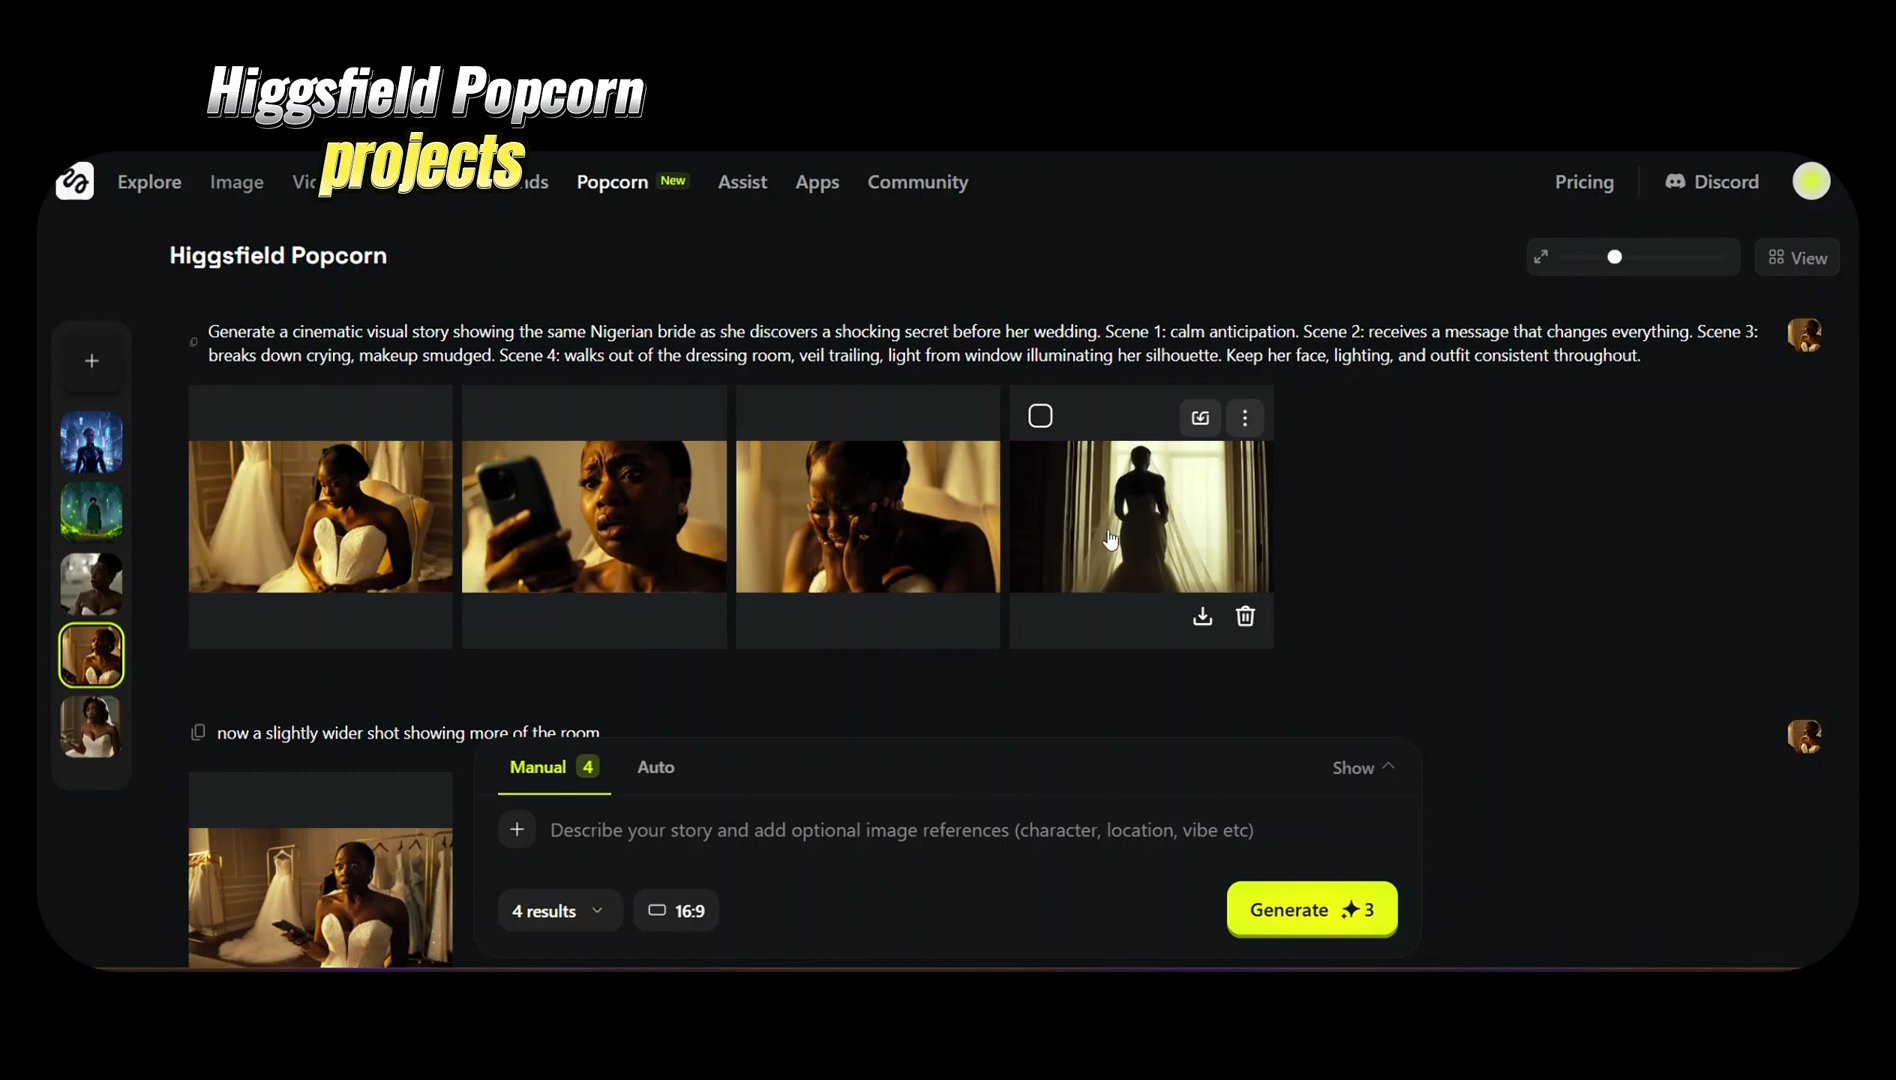 Higgsfield Popcorn
projects
Explore
Image
Popcorn
New
Assist
Apps
Community
Pricing
Discord
Higgsfield Popcorn
View
Generate a cinematic visual story showing the same Nigerian bride as she discovers a shocking secret before her wedding. Scene 1: calm anticipation. Scene 2: receives a message that changes everything. Scene 3:
breaks down crying, makeup smudged. Scene 4: walks out of the dressing room, veil trailing, light from window illuminating her silhouette. Keep her face, lighting, and outfit consistent throughout.
now a slightly wider shot showing more of the room
Manual 4
Auto
Show
Describe your story and add optional image references (character, location, vibe etc)
4 results
16:9
Generate 3